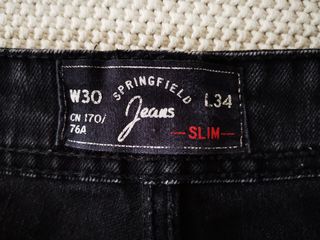 W30 SPRINGFIELD L34
CN 170/ Jeans
76A
SLIM